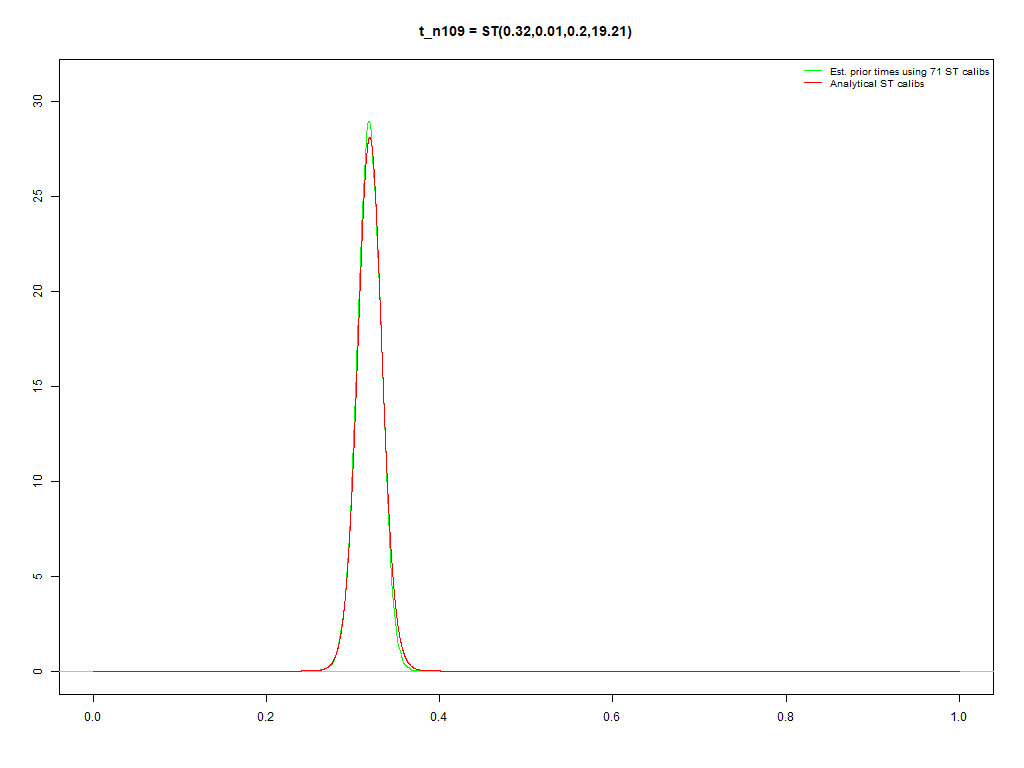 t_n109 = ST(0.32,0.01,0.2,19.21)
Est. prior times using 71 ST calibs
Analytical ST calibs
30
25
20
15
10
5
0
0.0 0.2 0.4 0.6 0.8 1.0